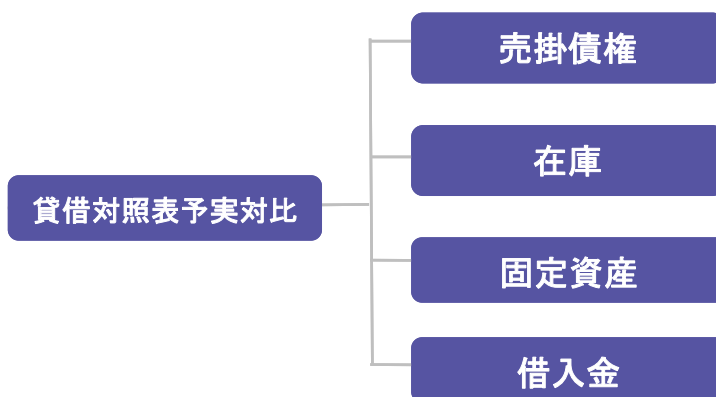 売掛債権
在庫
貸借対照表予実対比
固定資産
借入金